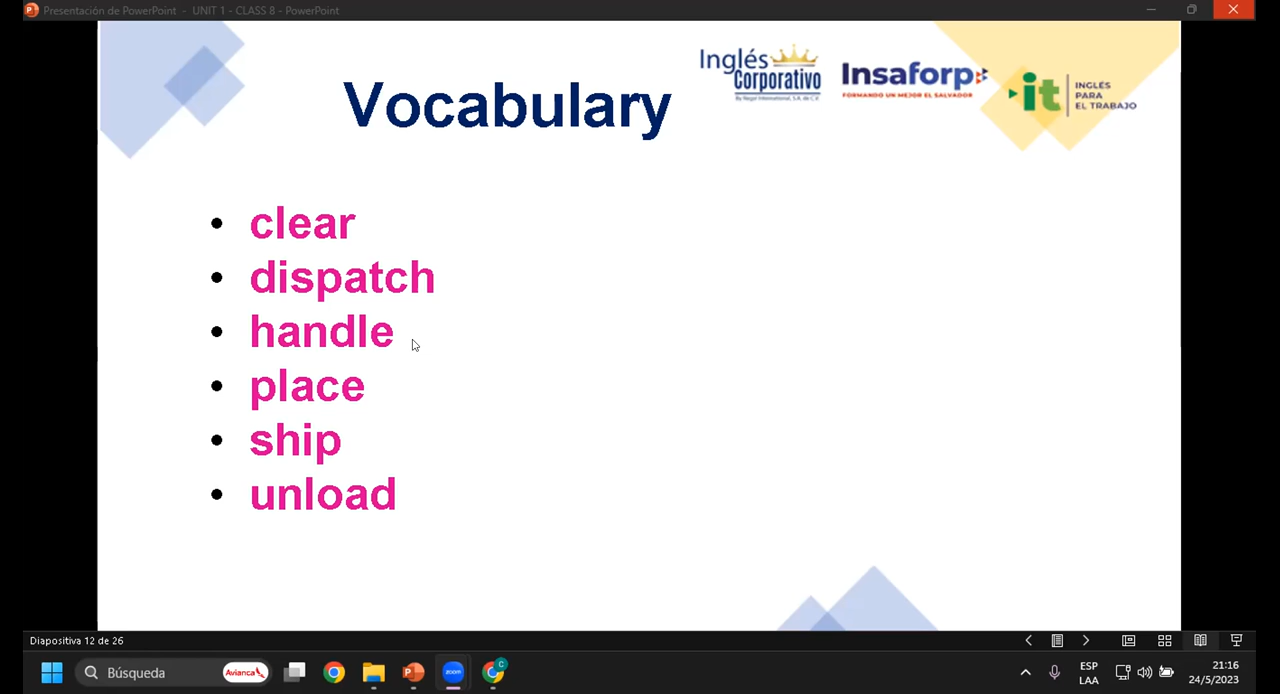 Presentación de PowerPoint - UNIT 1 - CLASS 8 - PowerPoint
Vocabulary
Inglés
Corporativo
By Regal International, S.A. de C.V.
Insaforp
FORMANDO UN MEJOR EL SALVADOR
it
INGLÉS
PARA
EL TRABAJO
• clear
• dispatch
• handle
• place
• ship
• unload
Diapositiva 12 de 26
Búsqueda
Avianca
zoom
C
ESP
LAA
21:16
24/5/2023